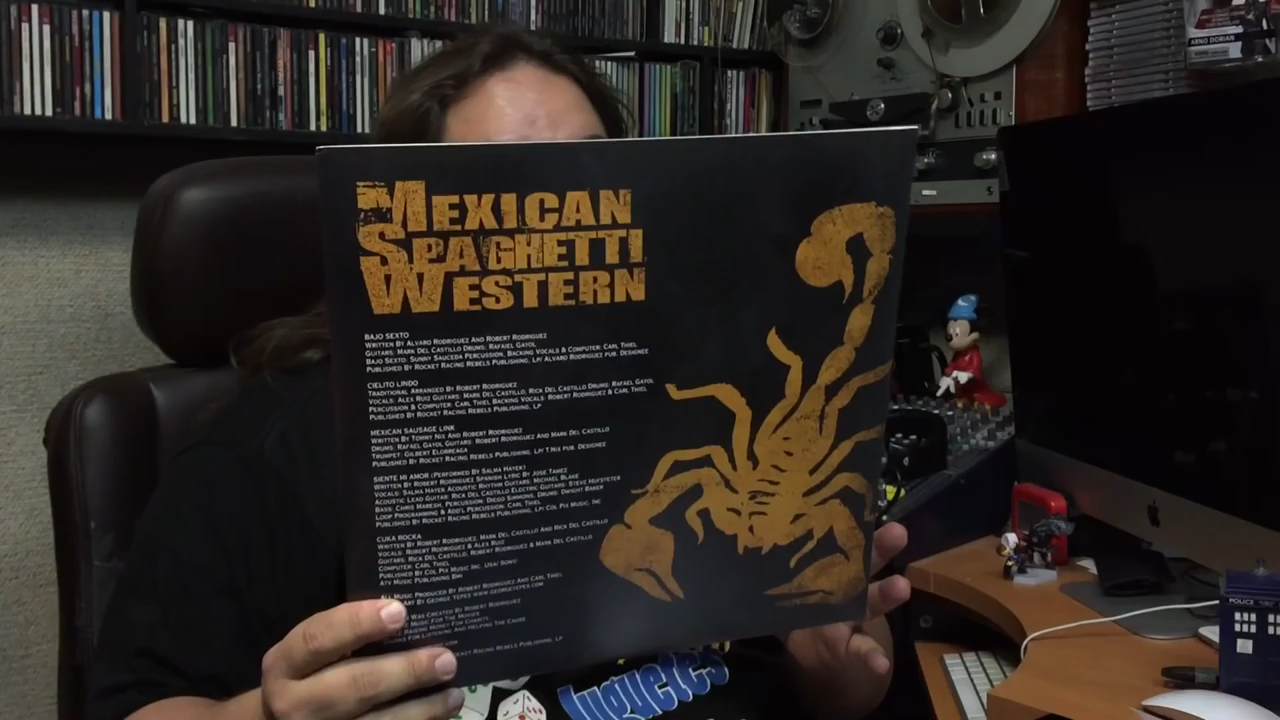 MEXICAN
SPAGHETTI
WESTERN
BAJO SEXTO
WRITTEN BY ALVARO RODRIGUEZ AND ROBERT RODRIGUEZ
GUITARS: MARK DEL CASTILLO DRUMS: RAFAIEL GAYOL
BAJO SEXTO: SUNNY SAUCEDA PERCUSSION, BACKING VOCALS & COMPUTER: CARL THIEL
PUBLISHED BY ROCKET RACING REBELS PUBLISHING, LP/ ALVARO RODRIGUEZ PUB. DESIGNEE
CIELITO LINDO
TRADITIONAL ARRANGED BY ROBERT RODRIGUEZ
VOCALS: ALEX RUIZ GUITARS: MARK DEL CASTILLO, RICK DEL CASTILLO DRUMS: RAFAEL GAYOL
PERCUSSION & COMPUTER: CARL THIEL BACKING VOCALS: ROBERT RODRIGUEZ & CARL THIEL
PUBLISHED BY ROCKET RACING REBELS PUBLISHING, LP
MEXICAN SAUSAGE LINK
WRITTEN BY TOMMY NIX AND ROBERT RODRIGUEZ
DRUMS: RAFAEL GAYOL GUITARS: ROBERT RODRIGUEZ AND MARK DEL CASTILLO
TRUMPET: GILBERT ELORREAGA
PUBLISHED BY ROCKET RACING REBELS PUBLISHING, LP/ T.NIX PUB. DESIGNEE
SIENTE MI AMOR (PERFORMED BY SALMA HAYEK)
WRITTEN BY ROBERT RODRIGUEZ SPANISH LYRIC BY JOSE TAMEZ
VOCALS: SALMA HAYEK ACOUSTIC RHYTHM GUITARS: MICHAEL BLAKE
ACOUSTIC LEAD GUITAR: RICK DEL CASTILLO ELECTRIC GUITARS: STEVE HUFSTETER
BASS: CHRIS MARESH, PERCUSSION: DIEGO SIMMONS, DRUMS: DWIGHT BAKER
LOOP PROGRAMMING & ADD'L PERCUSSION: CARL THIEL
PUBLISHED BY ROCKET RACING REBELS PUBLISHING, LP/ COL PIX MUSIC, INC
CUKA ROCKA
WRITTEN BY ROBERT RODRIGUEZ, MARK DEL CASTILLO AND RICK DEL CASTILLO
VOCALS: ROBERT RODRIGUEZ & ALEX RUIZ
GUITARS: RICK DEL CASTILLO, ROBERT RODRIGUEZ & MARK DEL CASTILLO
COMPUTER: CARL THIEL
PUBLISHED BY COL PIX MUSIC INC. USA/ SONY/
ATV MUSIC PUBLISHING BMI
ALL MUSIC PRODUCED BY ROBERT RODRIGUEZ AND CARL THIEL
ART BY GEORGE YEPES WWW.GEORGEYEPES.COM
WAS CREATED BY ROBERT RODRIGUEZ
MUSIC FOR THE MOVIES
RAISING MONEY FOR CHARITY
FOR LISTENING AND HELPING THE CAUSE
ROCKET RACING REBELS PUBLISHING, LP
Juguetes
ARNO DORIAN
POLICE